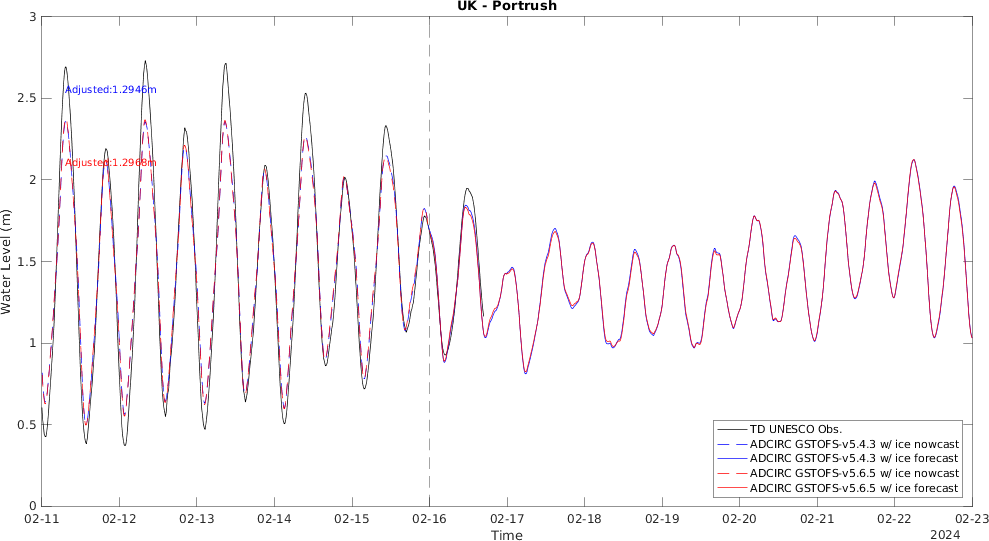 UK - Portrush
3
2.5
2
1.5
1
0.5
0
Water Level (m)
Adjusted:1.2946m
Adjusted:1.2968m
TD UNESCO Obs.
ADCIRC GSTOFS-v5.4.3 w/ ice nowcast
ADCIRC GSTOFS-v5.4.3 w/ ice forecast
ADCIRC GSTOFS-v5.6.5 w/ ice nowcast
ADCIRC GSTOFS-v5.6.5 w/ ice forecast
02-11 02-12 02-13 02-14 02-15 02-16 02-17 02-18 02-19 02-20 02-21 02-22 02-23
Time
2024